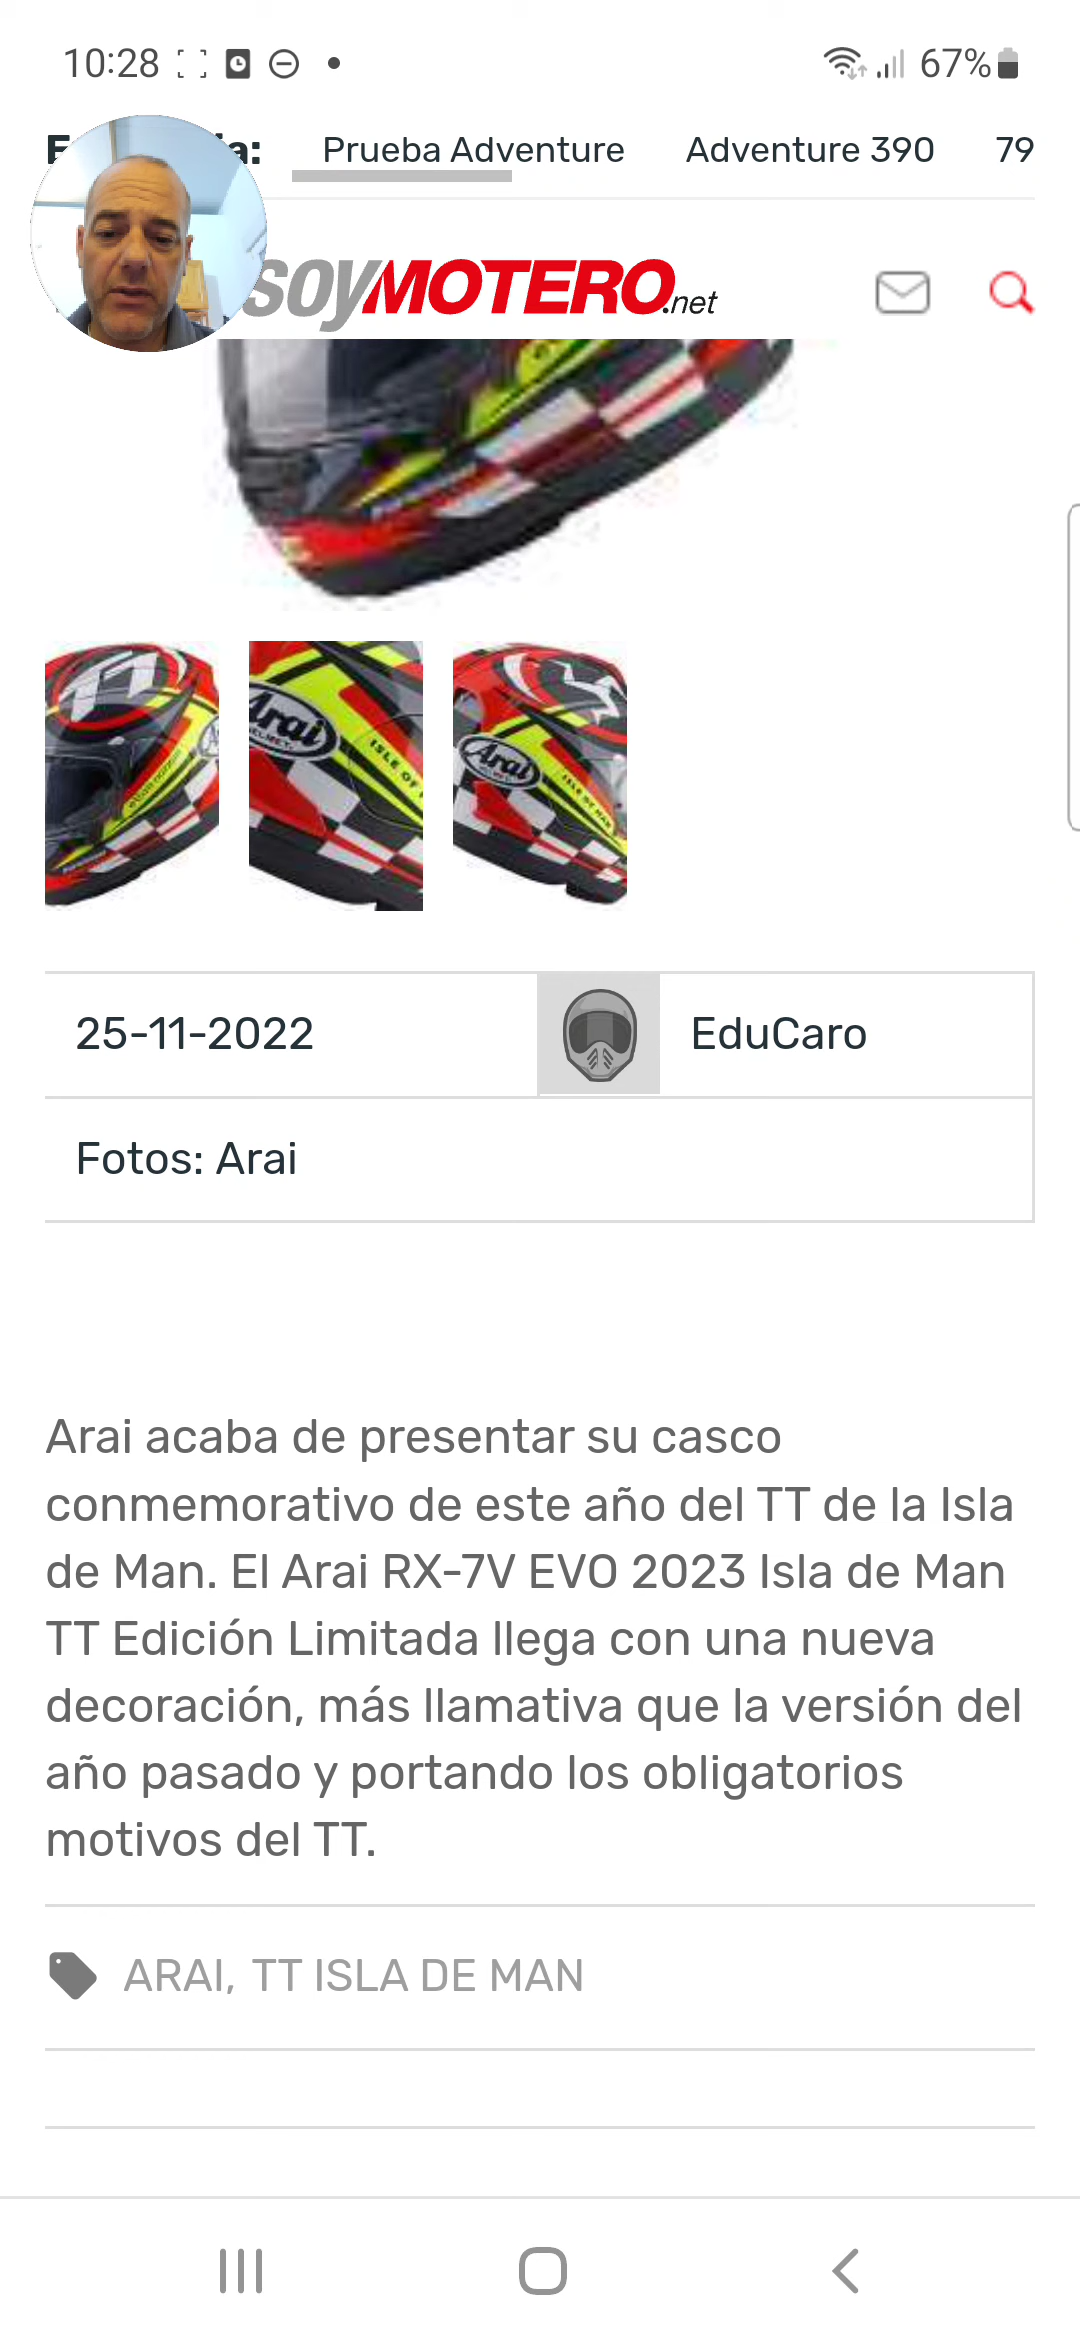 10:28
67%
Prueba Adventure
Adventure 390
79
SOYMOTERO.net
Arai
HELMET
ISLE OF
Arai
ISLE OF MAN
25-11-2022
EduCaro
Fotos: Arai
Arai acaba de presentar su casco
conmemorativo de este año del TT de la Isla
de Man. El Arai RX-7V EVO 2023 Isla de Man
TT Edición Limitada llega con una nueva
decoración, más llamativa que la versión del
año pasado y portando los obligatorios
motivos del TT.
ARAI, TT ISLA DE MAN